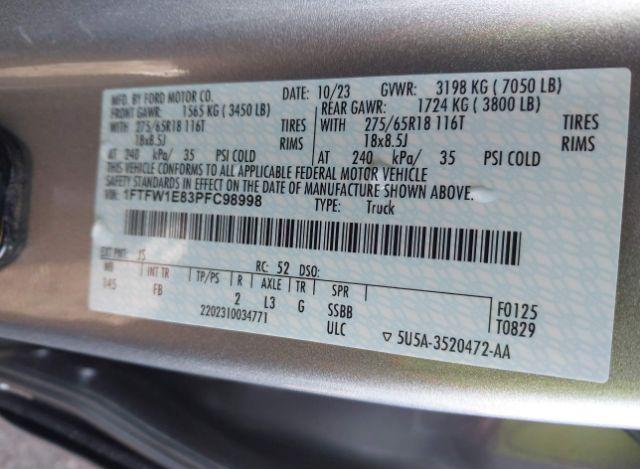 MFD. BY FORD MOTOR CO.
DATE: 10/23 GVWR: 3198 KG ( 7050 LB)
FRONT GAWR: 1565 KG ( 3450 LB)
REAR GAWR: 1724 KG ( 3800 LB)
WITH 275/65R18 116T TIRES
WITH 275/65R18 116T TIRES
18x8.5J RIMS
18x8.5J RIMS
AT 240 kPa/ 35 PSI COLD
AT 240 kPa/ 35 PSI COLD
THIS VEHICLE CONFORMS TO ALL APPLICABLE FEDERAL MOTOR VEHICLE
SAFETY STANDARDS IN EFFECT ON THE DATE OF MANUFACTURE SHOWN ABOVE.
VIN: 1FTFW1E83PFC98998
TYPE: Truck
EXT PNT: JS RC: 52 DSO:
WB INT TR TP/PS R AXLE TR SPR
145 FB 2 L3 G SSBB
2202310034771 ULC
F0125
T0829
▽ 5U5A-3520472-AA